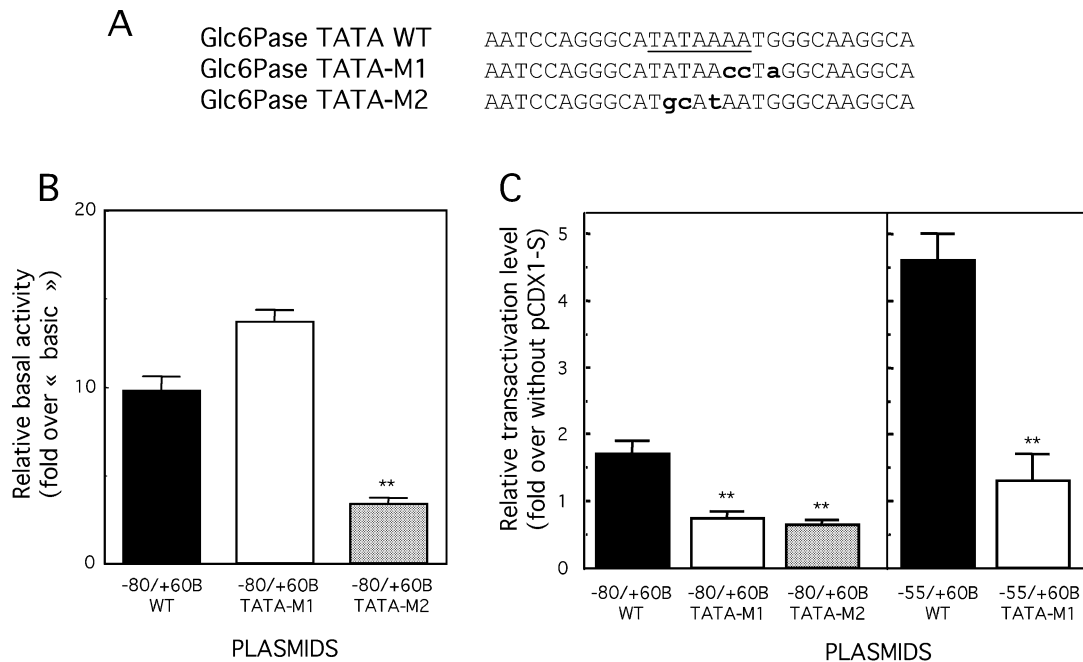 A
Glc6Pase TATA WT AATCCAGGGCATATAAAATGGGCAAGGCA
Glc6Pase TATA-M1 AATCCAGGGCATATAAccTaGGCAAGGCA
Glc6Pase TATA-M2 AATCCAGGGCATgcAtAATGGGCAAGGCA
B
Relative basal activity
(fold over « basic »)
20
10
0
**
-80/+60B
WT
-80/+60B
TATA-M1
-80/+60B
TATA-M2
PLASMIDS
C
Relative transactivation level
(fold over without pCDX1-S)
5
4
3
2
1
0
**
**
**
-80/+60B
WT
-80/+60B
TATA-M1
-80/+60B
TATA-M2
-55/+60B
WT
-55/+60B
TATA-M1
PLASMIDS